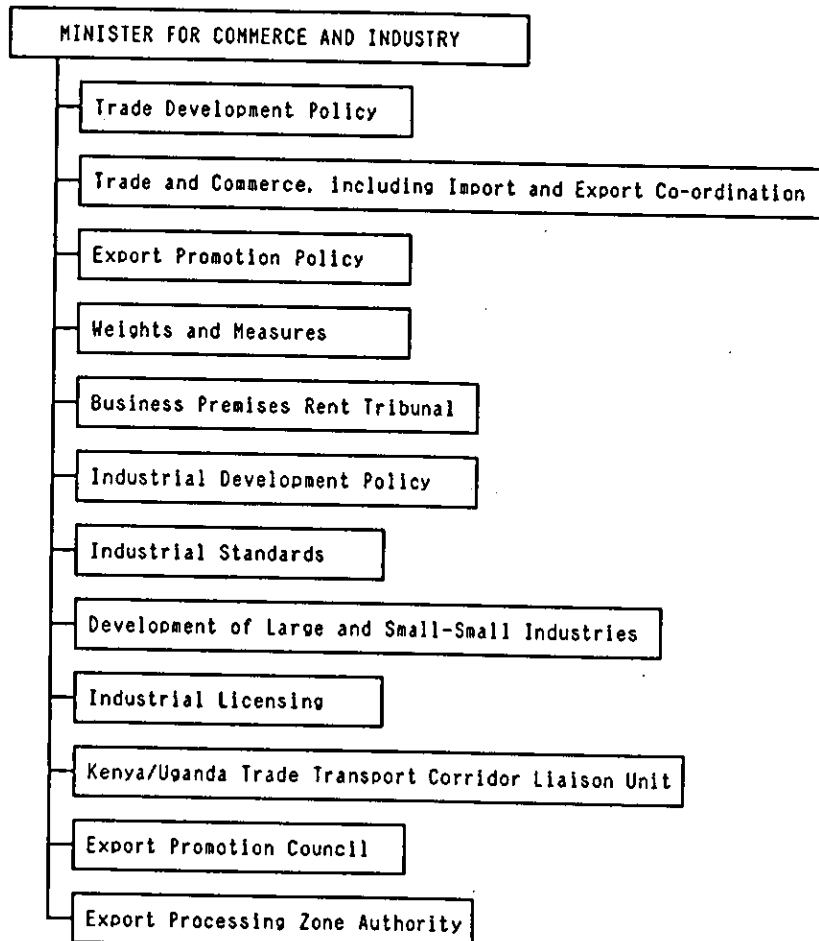 MINISTER FOR COMMERCE AND INDUSTRY
Trade Development Policy
Trade and Commerce, including Import and Export Co-ordination
Export Promotion Policy
Weights and Measures
Business Premises Rent Tribunal
Industrial Development Policy
Industrial Standards
Development of Large and Small-Small Industries
Industrial Licensing
Kenya/Uganda Trade Transport Corridor Liaison Unit
Export Promotion Council
Export Processing Zone Authority